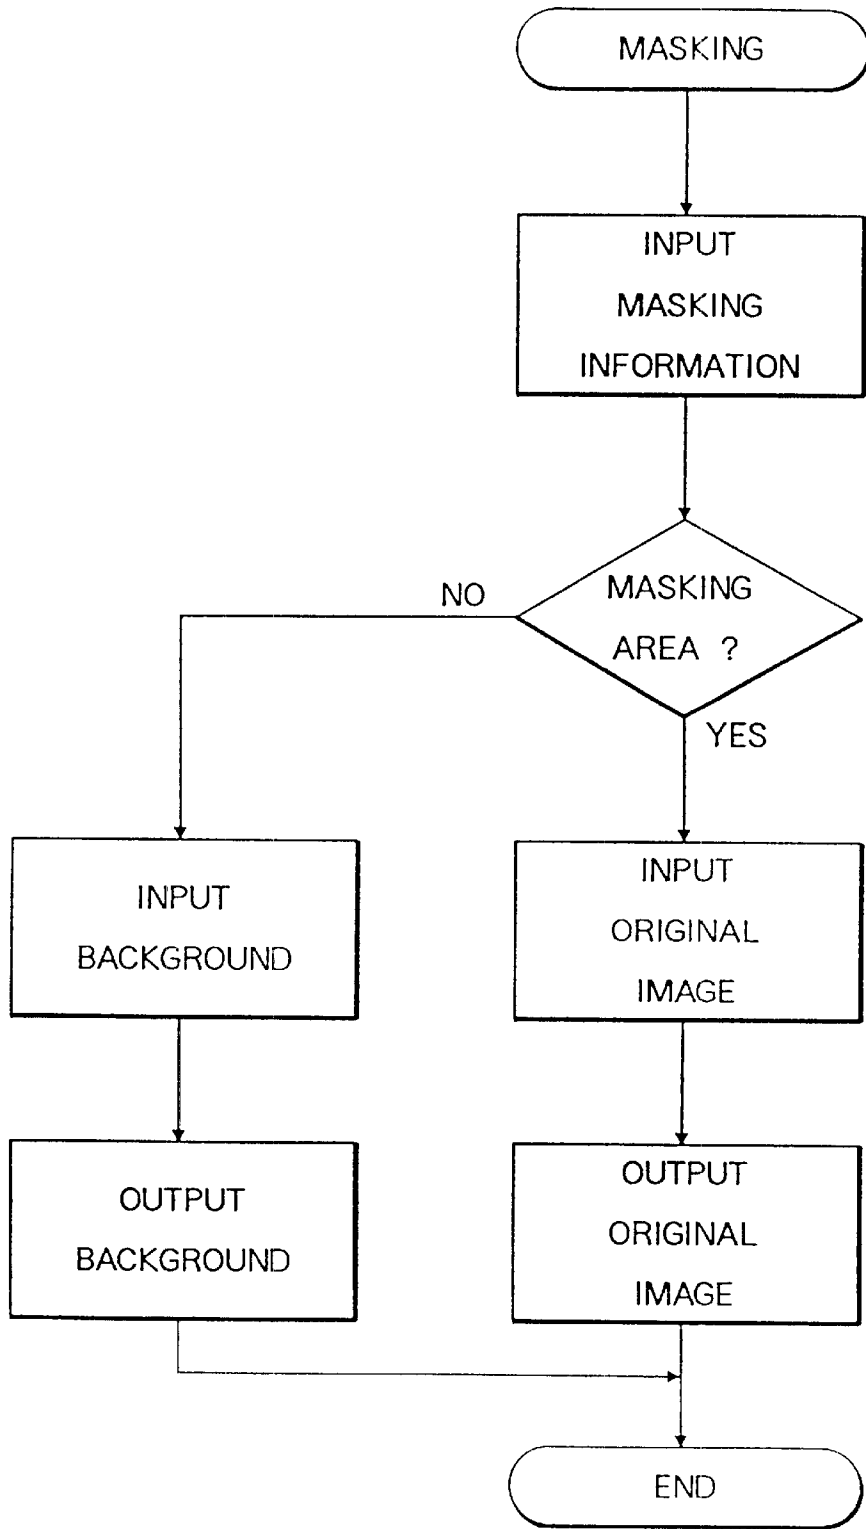 MASKING
INPUT
MASKING
INFORMATION
MASKING
AREA ?
NO
YES
INPUT
BACKGROUND
INPUT
ORIGINAL
IMAGE
OUTPUT
BACKGROUND
OUTPUT
ORIGINAL
IMAGE
END